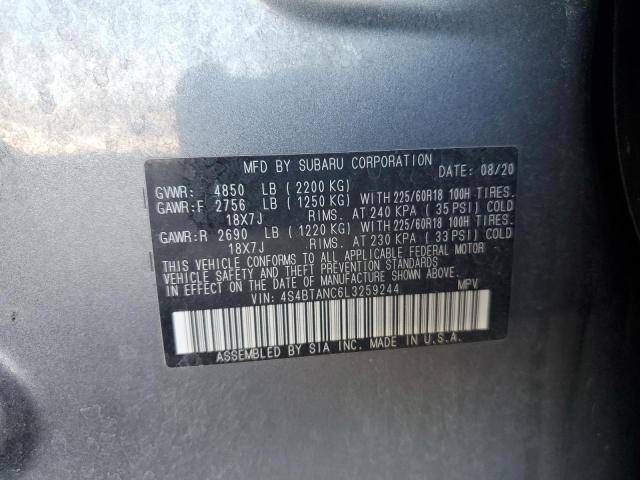 MFD BY SUBARU CORPORATION DATE: 08/20
GVWR: 4850 LB (2200 KG)
GAWR:F 2756 LB (1250 KG) WITH 225/60R18 100H TIRES.
18X7J RIMS. AT 240 KPA (35 PSI) COLD
GAWR:R 2690 LB (1220 KG) WITH 225/60R18 100H TIRES.
18X7J RIMS. AT 230 KPA (33 PSI) COLD
THIS VEHICLE CONFORMS TO ALL APPLICABLE FEDERAL MOTOR
VEHICLE SAFETY AND THEFT PREVENTION STANDARDS
IN EFFECT ON THE DATE OF MANUFACTURE SHOWN ABOVE.
VIN: 4S4BTANC6L3259244 MPV
ASSEMBLED BY SIA INC. MADE IN U.S.A.